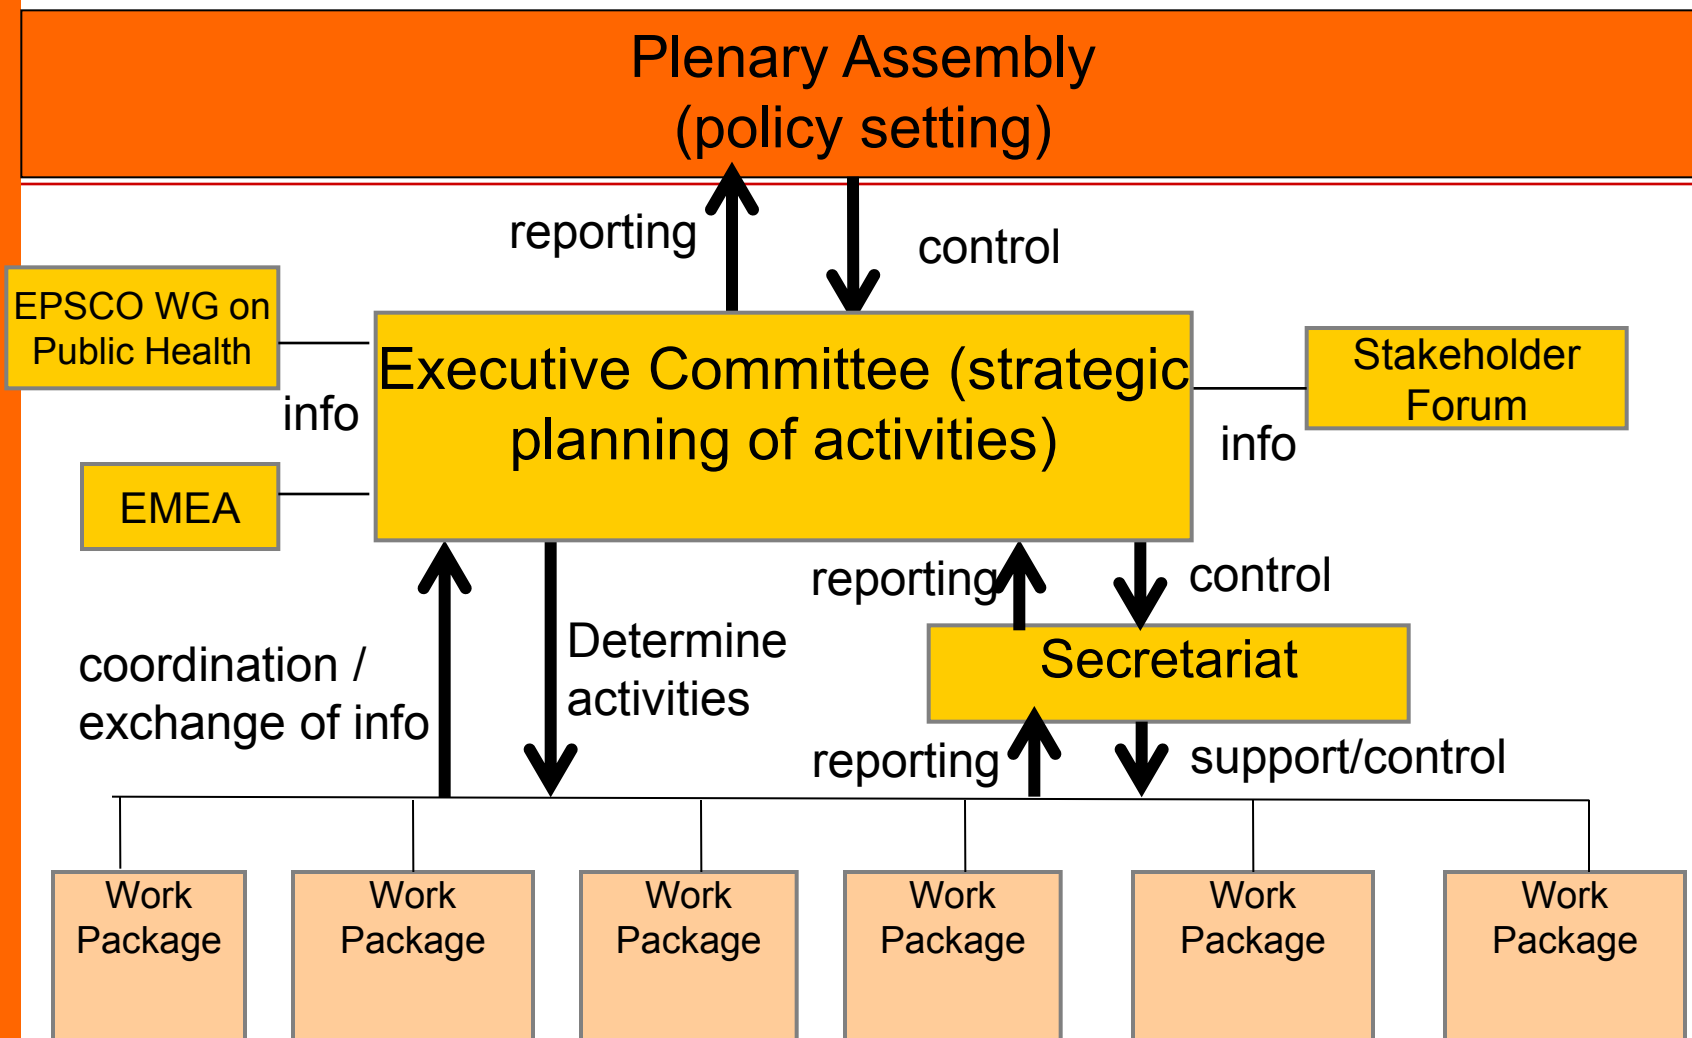 Plenary Assembly
(policy setting)
reporting
control
EPSCO WG on
Public Health
info
Executive Committee (strategic
planning of activities)
Stakeholder
Forum
info
EMEA
reporting
control
coordination /
exchange of info
Determine
activities
Secretariat
reporting
support/control
Work
Package
Work
Package
Work
Package
Work
Package
Work
Package
Work
Package